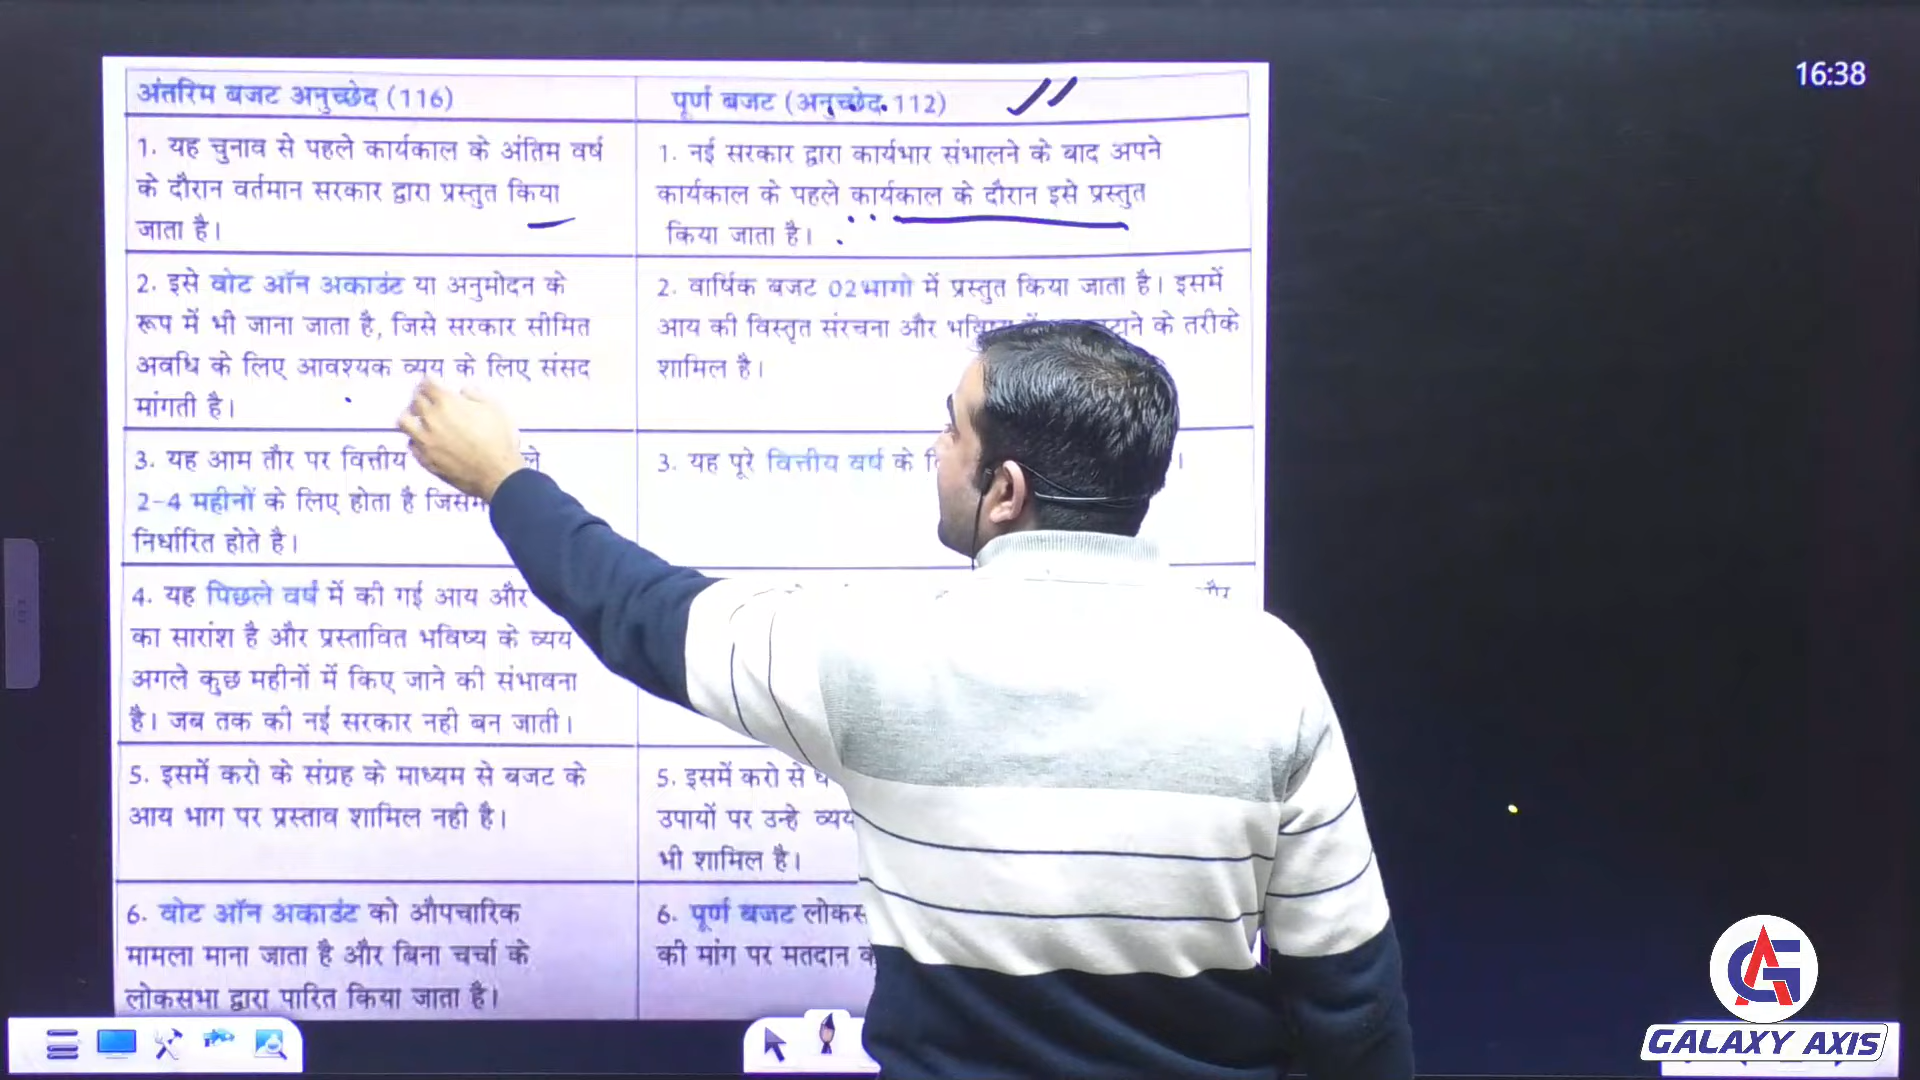 16:38
अंतरिम बजट अनुच्छेद (116)
1. यह चुनाव से पहले कार्यकाल के अंतिम वर्ष
के दौरान वर्तमान सरकार द्वारा प्रस्तुत किया
जाता है।
2. इसे वोट ऑन अकाउंट या अनुमोदन के
रूप में भी जाना जाता है, जिसे सरकार सीमित
अवधि के लिए आवश्यक व्यय के लिए संसद
मांगती है।
3. यह आम तौर पर वित्तीय
2-4 महीनों के लिए होता है
निर्धारित होते है।
4. यह पिछले वर्ष में की गई आय और
का सारांश है और प्रस्तावित भविष्य के व्यय
अगले कुछ महीनों में किए जाने की संभावना
है। जब तक की नई सरकार नही बन जाती।
5. इसमें करो के संग्रह के माध्यम से बजट के
आय भाग पर प्रस्ताव शामिल नही है।
6. वोट ऑन अकाउंट को औपचारिक
मामला माना जाता है और बिना चर्चा के
लोकसभा द्वारा पारित किया जाता है।
पूर्ण बजट (अनुच्छेद 112)
1. नई सरकार द्वारा कार्यभार संभालने के बाद अपने
कार्यकाल के पहले कार्यकाल के दौरान इसे प्रस्तुत
किया जाता है।
2. वार्षिक बजट 02भागो में प्रस्तुत किया जाता है। इसमें
आय की विस्तृत संरचना और के तरीके
शामिल है।
3. यह पूरे वित्तीय वर्ष के
5. इसमें करो से
उपायों पर उन्हे व्यय
भी शामिल है।
6. पूर्ण बजट
की मांग पर मतदान
GALAXY AXIS